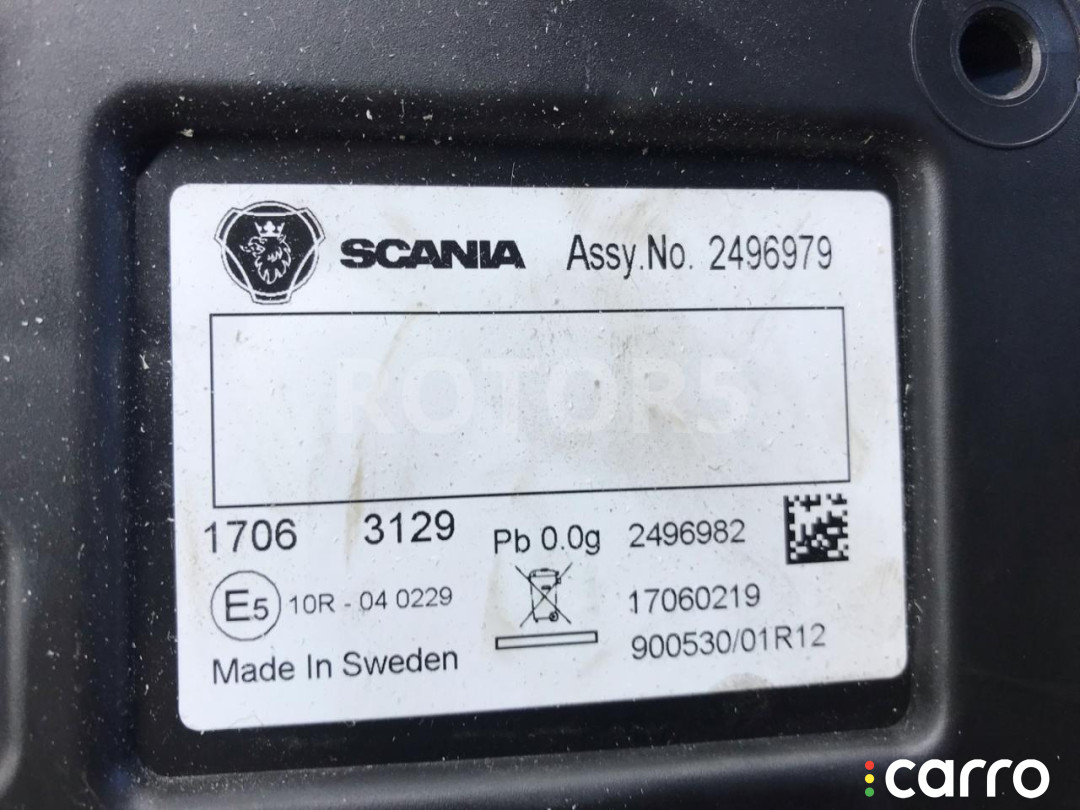 SCANIA Assy.No. 2496979
ROTOR5
1706 3129 Pb 0.0g 2496982
E5 10R - 04 0229 17060219
900530/01R12
Made In Sweden
carro